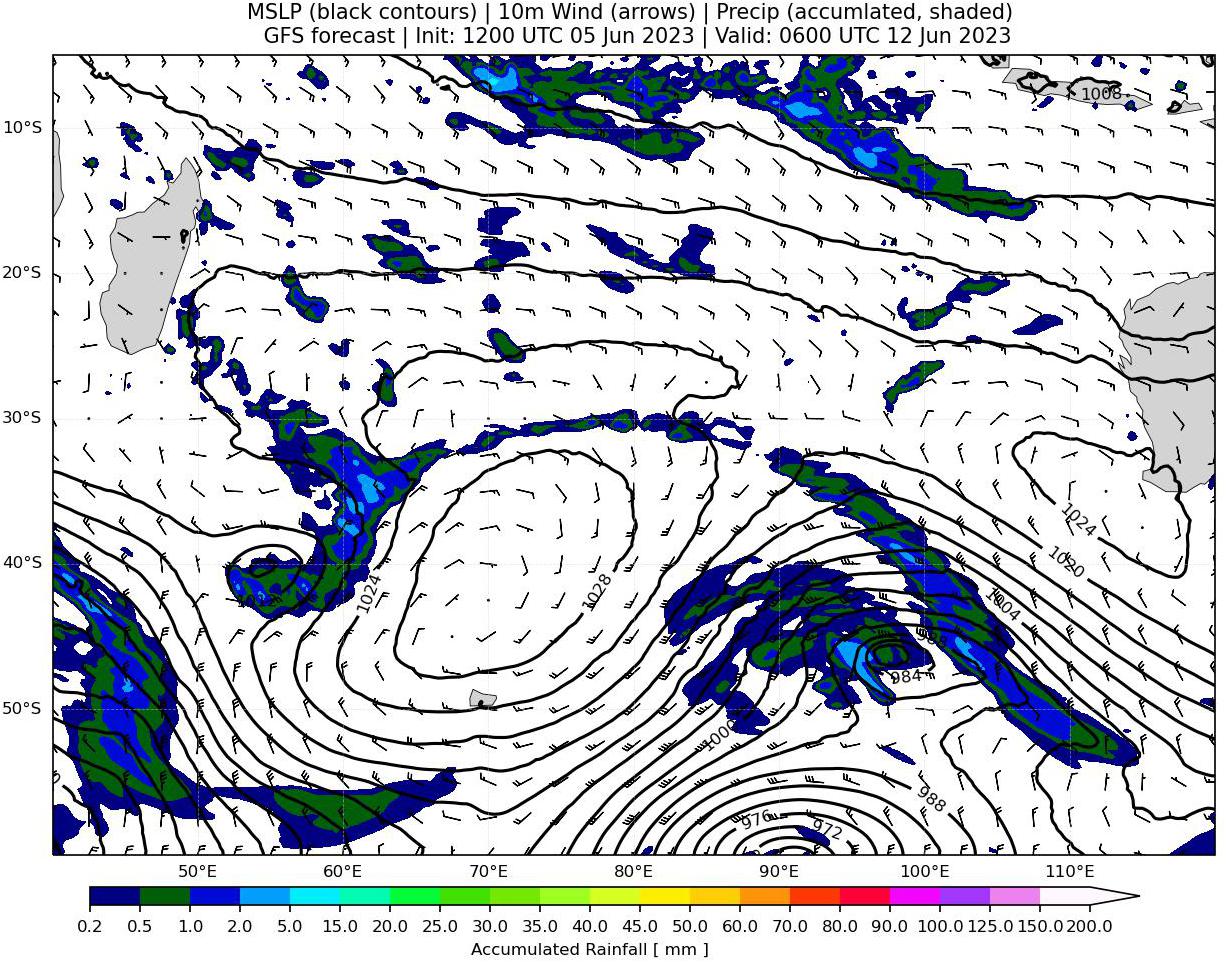 MSLP (black contours) | 10m Wind (arrows) | Precip (accumlated, shaded)
GFS forecast | Init: 1200 UTC 05 Jun 2023 | Valid: 0600 UTC 12 Jun 2023
1008
10°S
20°S
30°S
1024
1020
40°S
1024
1028
1004
988
984
50°S
1000
988
976
972
50°E 60°E 70°E 80°E 90°E 100°E 110°E
0.2 0.5 1.0 2.0 5.0 15.0 20.0 25.0 30.0 35.0 40.0 45.0 50.0 60.0 70.0 80.0 90.0 100.0 125.0 150.0 200.0
Accumulated Rainfall [ mm ]